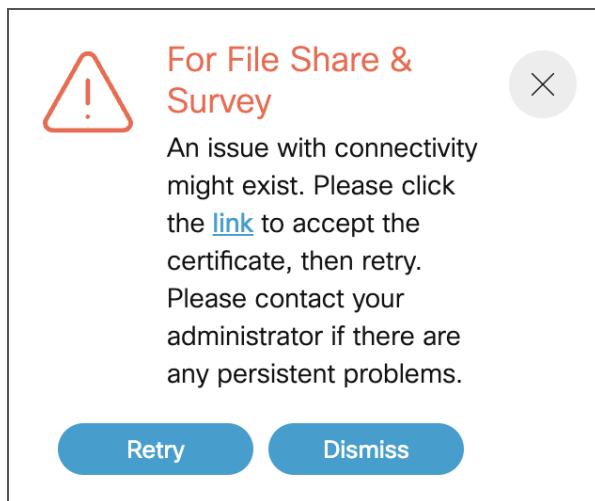 For File Share &
Survey
An issue with connectivity
might exist. Please click
the link to accept the
certificate, then retry.
Please contact your
administrator if there are
any persistent problems.
Retry
Dismiss